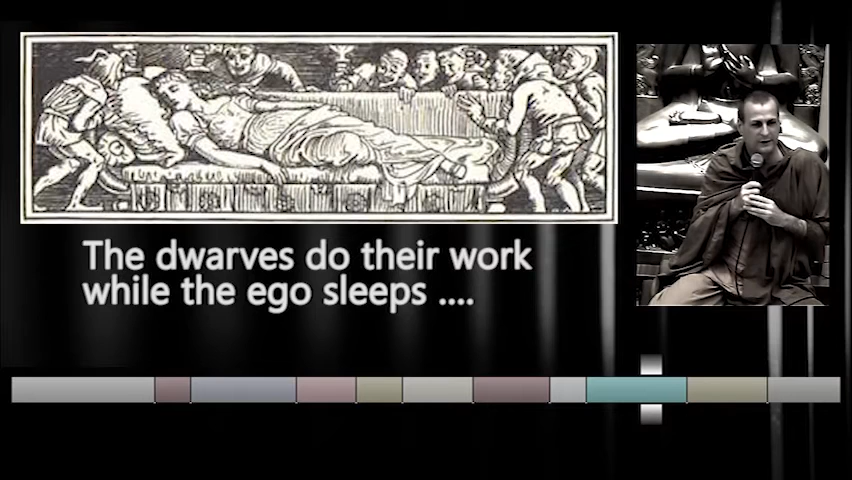 The dwarves do their work
while the ego sleeps ....